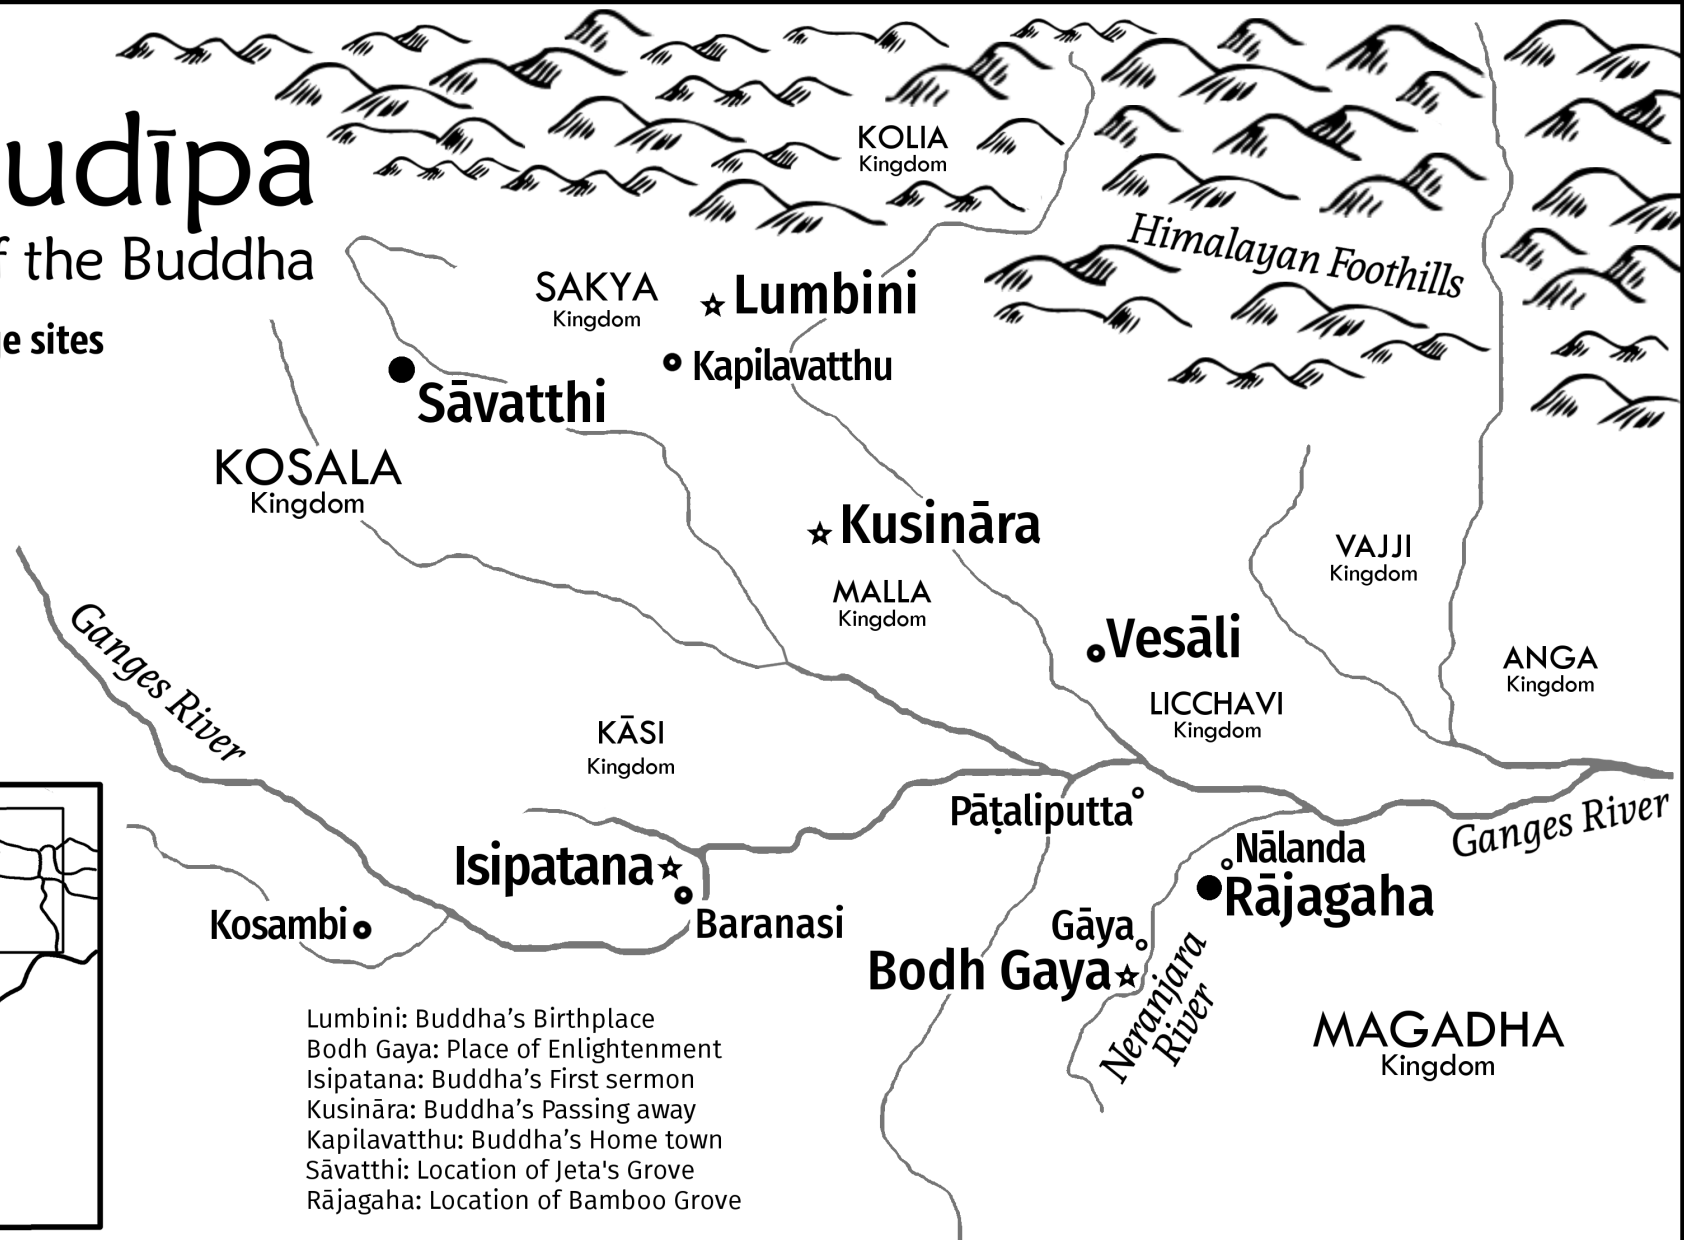 udīpa
f the Buddha
e sites
KOLIA
Kingdom
Himalayan Foothills
SAKYA
Kingdom
Lumbini
Kapilavatthu
Sāvatthi
KOSALA
Kingdom
Kusināra
MALLA
Kingdom
VAJJI
Kingdom
Vesāli
LICCHAVI
Kingdom
ANGA
Kingdom
Ganges River
KĀSI
Kingdom
Pāṭaliputta
Ganges River
Isipatana
Baranasi
Kosambi
Nālanda
Rājagaha
Gāya
Bodh Gaya
Neranjara
River
MAGADHA
Kingdom
Lumbini: Buddha’s Birthplace
Bodh Gaya: Place of Enlightenment
Isipatana: Buddha’s First sermon
Kusināra: Buddha’s Passing away
Kapilavatthu: Buddha’s Home town
Sāvatthi: Location of Jeta's Grove
Rājagaha: Location of Bamboo Grove